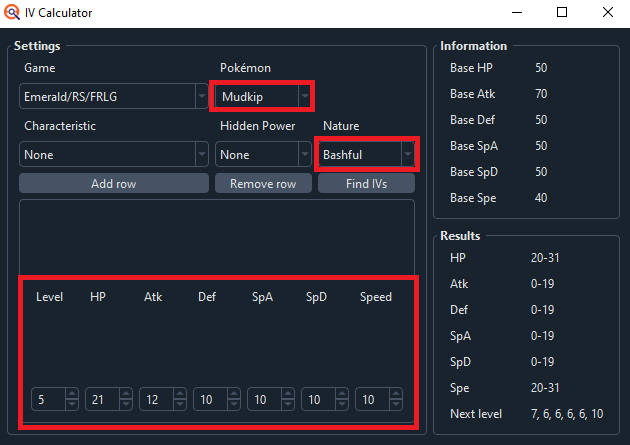 IV Calculator
Settings
Game Pokémon
Emerald/RS/FRLG Mudkip
Characteristic Hidden Power Nature
None None Bashful
Add row Remove row Find IVs
Level HP Atk Def SpA SpD Speed
5 21 12 10 10 10 10
Information
Base HP 50
Base Atk 70
Base Def 50
Base SpA 50
Base SpD 50
Base Spe 40
Results
HP 20-31
Atk 0-19
Def 0-19
SpA 0-19
SpD 0-19
Spe 20-31
Next level 7, 6, 6, 6, 6, 10